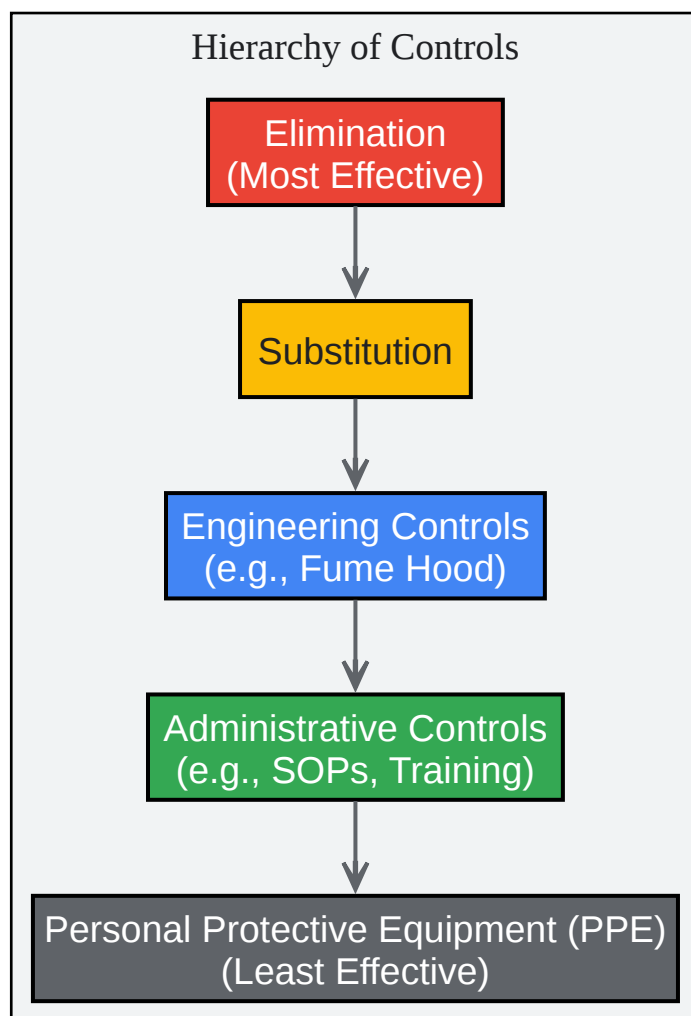 Hierarchy of Controls
Elimination
(Most Effective)
Substitution
Engineering Controls
(e.g., Fume Hood)
Administrative Controls
(e.g., SOPs, Training)
Personal Protective Equipment (PPE)
(Least Effective)